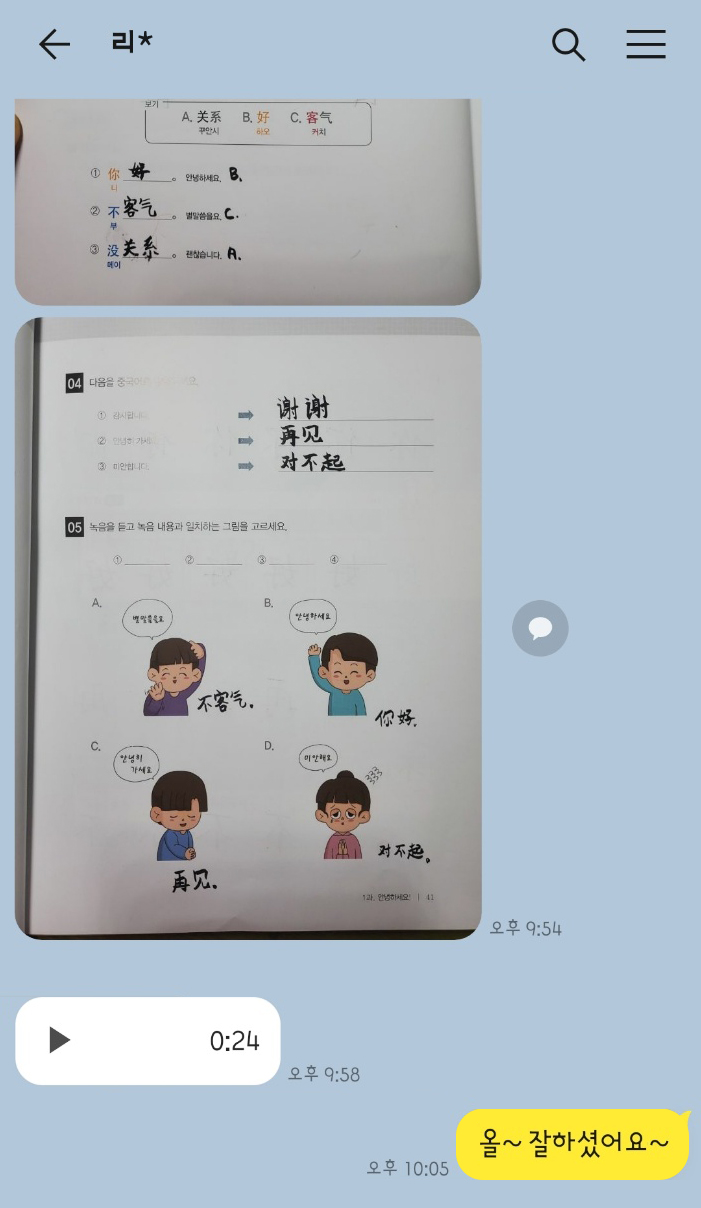 리*
보기
A. 关系 B. 好 C. 客气
꾸안시 하오 커치
① 你 好 。 안녕하세요. B.
니
② 不 客气 。 별말씀을요. C.
부
③ 没 关系 。 괜찮습니다. A.
메이
04 다음을 중국어로
① 감사합니다. ➡ 谢谢
② 안녕히 가세요. ➡ 再见
③ 미안합니다. ➡ 对不起
05 녹음을 듣고 녹음 내용과 일치하는 그림을 고르세요.
① ② ③ ④
A. B.
별말씀을요 안녕하세요
不客气. 你好.
C. D.
안녕히 가세요 미안해요
对不起。
再见.
1과. 안녕하세요! | 41
오후 9:54
0:24
오후 9:58
올~ 잘하셨어요~
오후 10:05